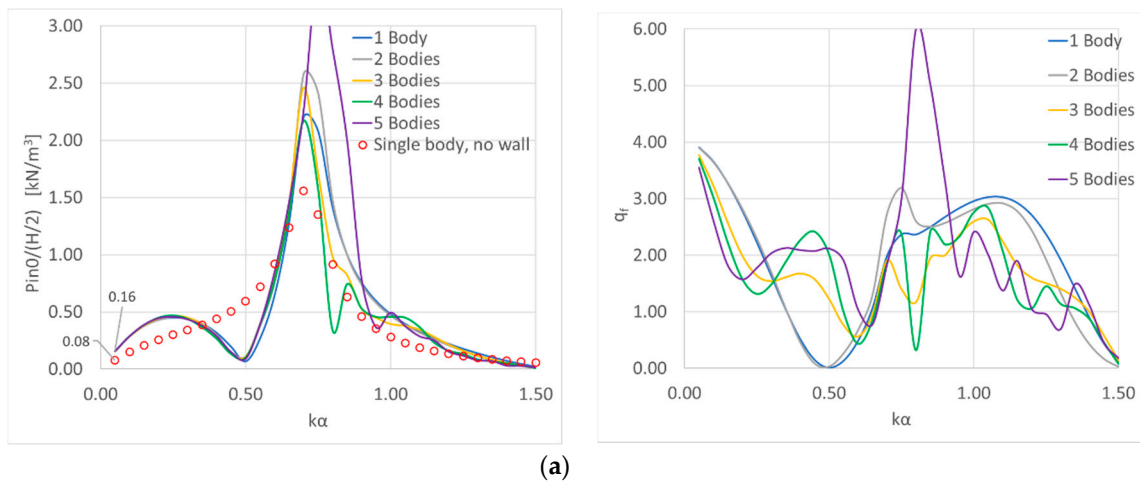 3.00
2.50
2.00
1.50
1.00
0.50
0.00
0.00
0.50
1.00
1.50
Pin0/(H/2) [kN/m³]
kα
0.16
0.08
1 Body
2 Bodies
3 Bodies
4 Bodies
5 Bodies
Single body, no wall
6.00
5.00
4.00
3.00
2.00
1.00
0.00
0.00
0.50
1.00
1.50
qf
kα
1 Body
2 Bodies
3 Bodies
4 Bodies
5 Bodies
(a)